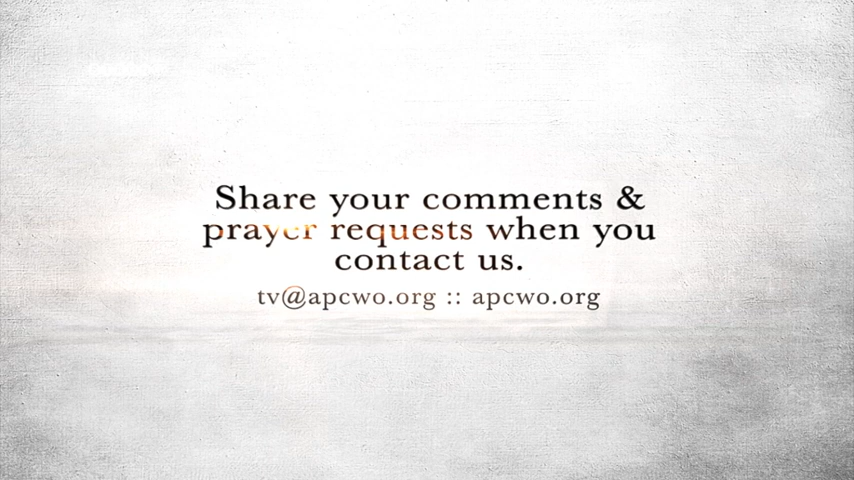 Share your comments &
prayer requests when you
contact us.
tv@apcwo.org :: apcwo.org